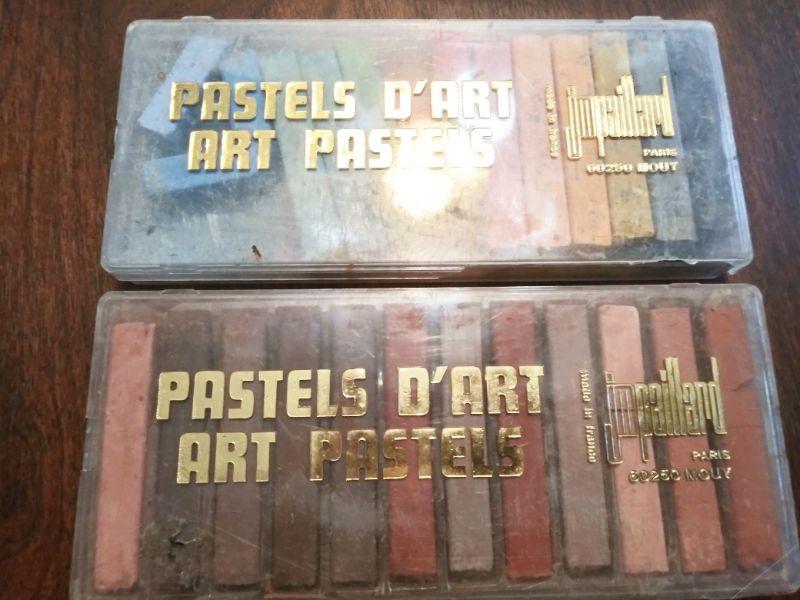 PASTELS D'ART
ART PASTELS
made in france
jmpaillard
PARIS
60250 MOUY
PASTELS D'ART
ART PASTELS
made in france
jmpaillard
PARIS
60250 MOUY